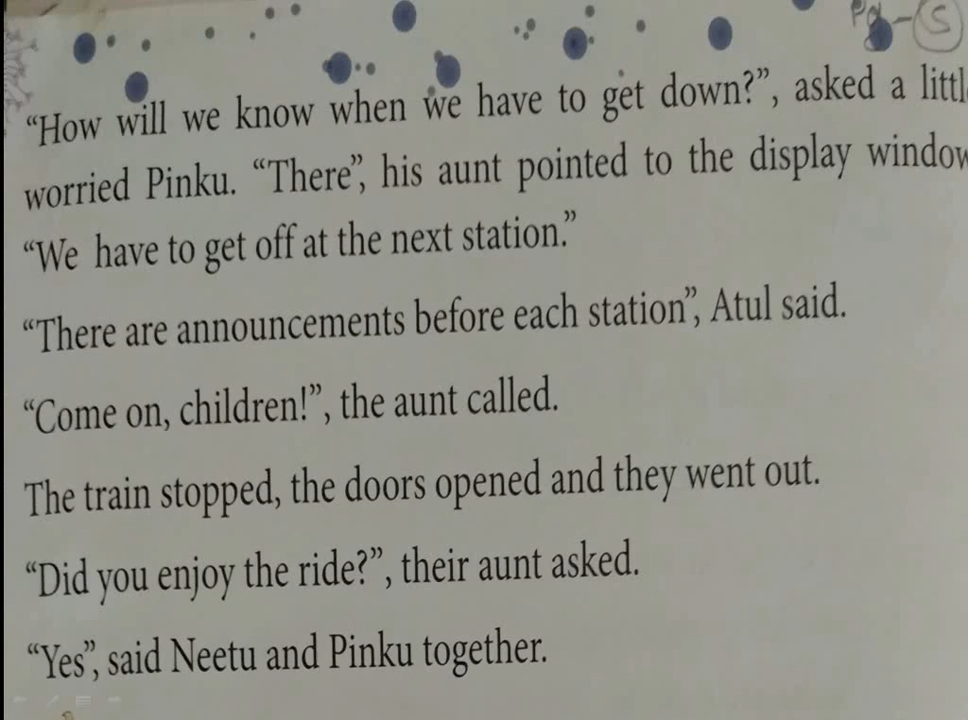 Pg-5
“How will we know when we have to get down?”, asked a littl
worried Pinku. “There”, his aunt pointed to the display window
“We have to get off at the next station.”
“There are announcements before each station”, Atul said.
“Come on, children!”, the aunt called.
The train stopped, the doors opened and they went out.
“Did you enjoy the ride?”, their aunt asked.
“Yes”, said Neetu and Pinku together.